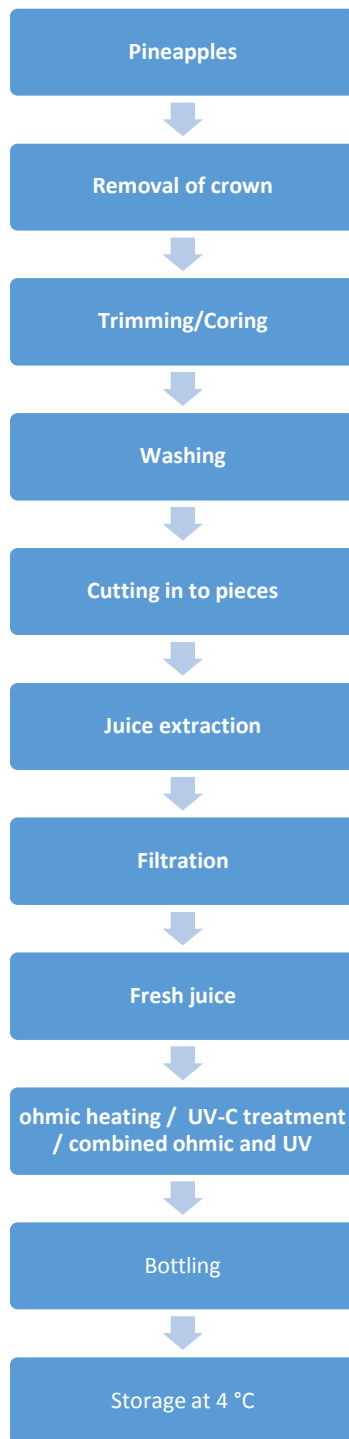 Pineapples
Removal of crown
Trimming/Coring
Washing
Cutting in to pieces
Juice extraction
Filtration
Fresh juice
ohmic heating / UV-C treatment
/ combined ohmic and UV
Bottling
Storage at 4 °C